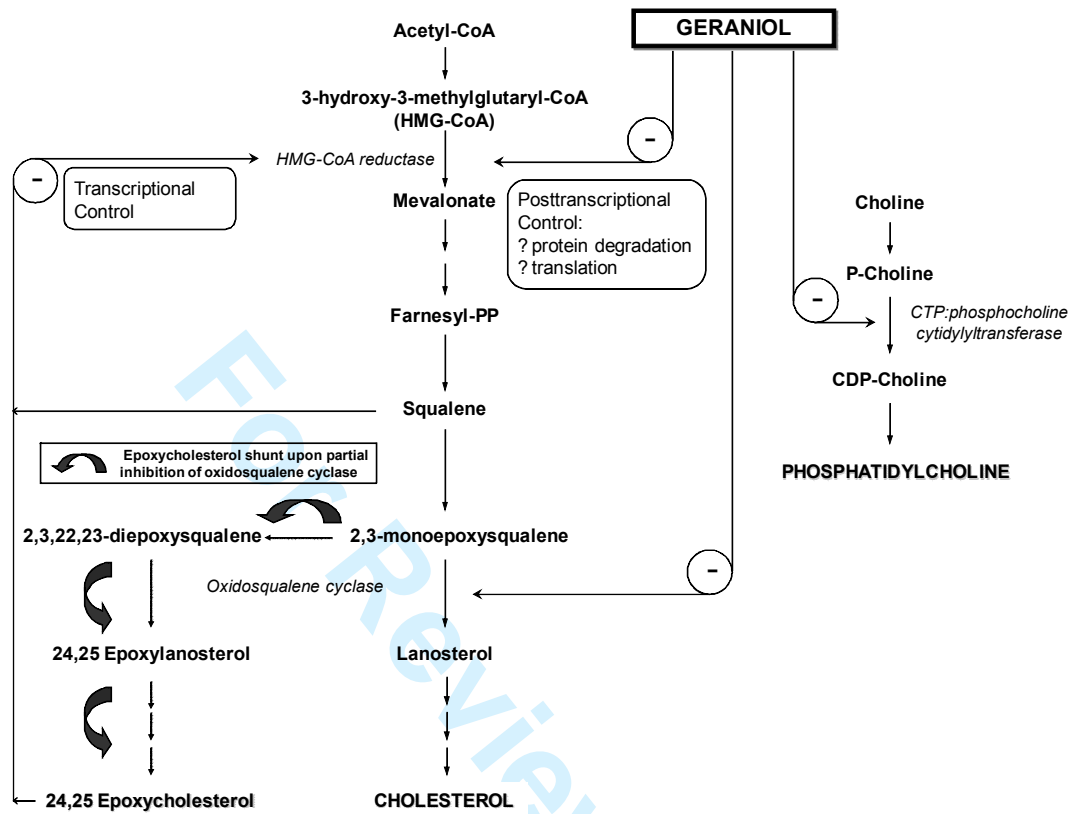 Acetyl-CoA
GERANIOL
3-hydroxy-3-methylglutaryl-CoA
(HMG-CoA)
-
HMG-CoA reductase
-
Transcriptional
Control
Mevalonate
Posttranscriptional
Control:
? protein degradation
? translation
Choline
P-Choline
-
CTP:phosphocholine
cytidylyltransferase
Farnesyl-PP
CDP-Choline
Squalene
Epoxycholesterol shunt upon partial
inhibition of oxidosqualene cyclase
PHOSPHATIDYLCHOLINE
2,3,22,23-diepoxysqualene
2,3-monoepoxysqualene
-
Oxidosqualene cyclase
24,25 Epoxylanosterol
Lanosterol
24,25 Epoxycholesterol
CHOLESTEROL
For Review